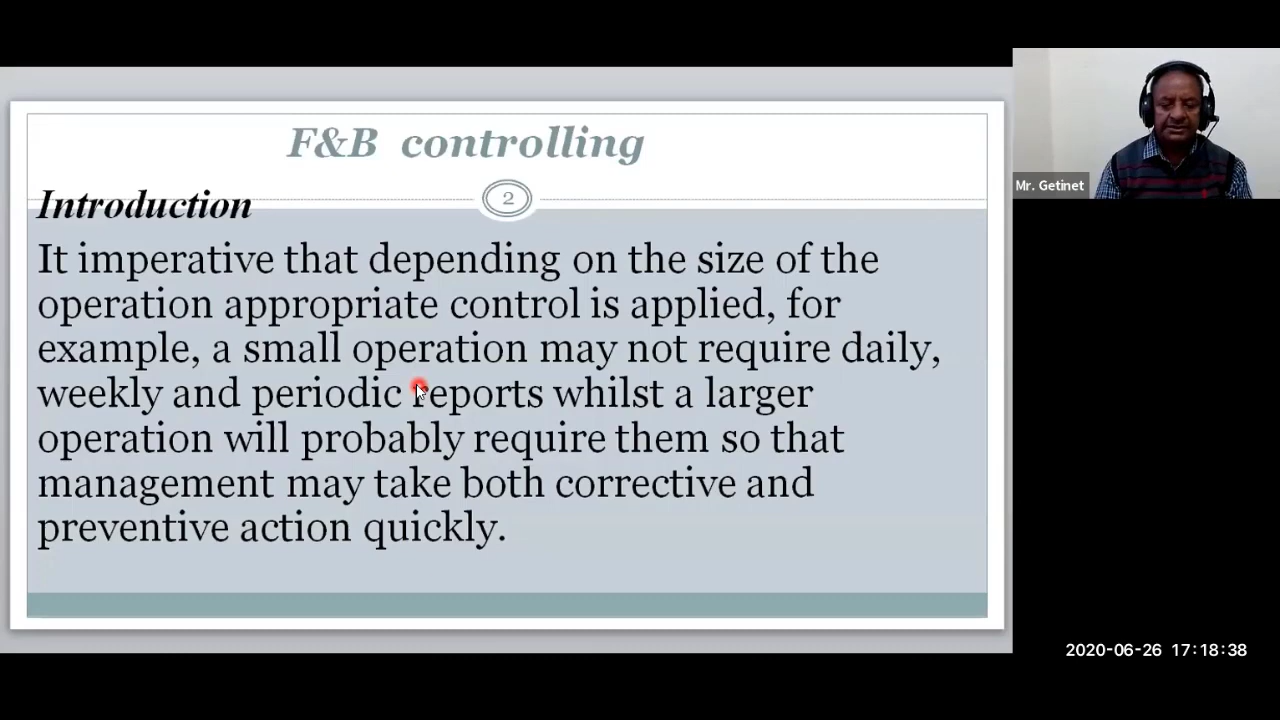 F&B controlling
2
Introduction
It imperative that depending on the size of the
operation appropriate control is applied, for
example, a small operation may not require daily,
weekly and periodic reports whilst a larger
operation will probably require them so that
management may take both corrective and
preventive action quickly.
Mr. Getinet
2020-06-26 17:18:38